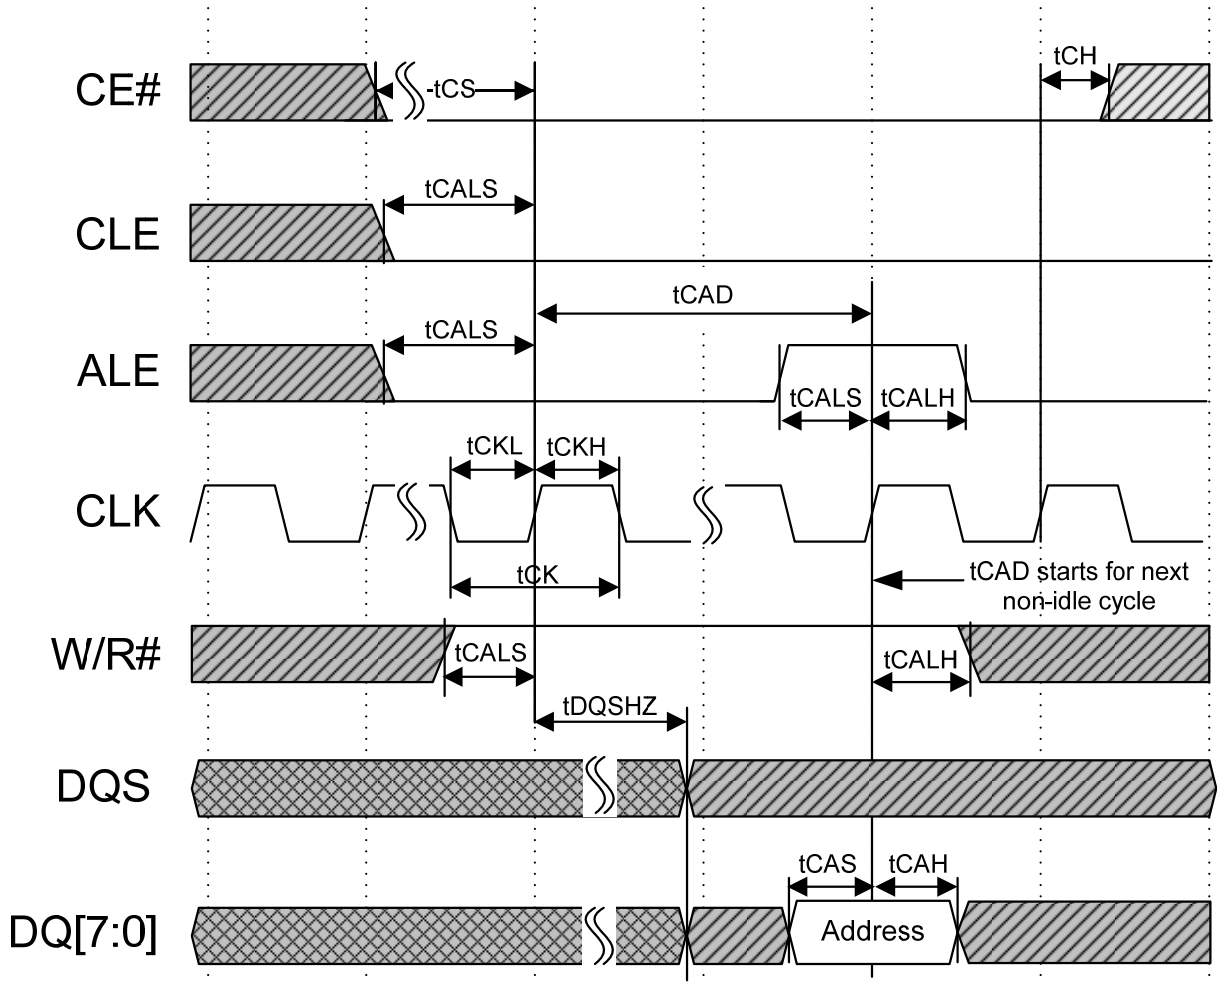 tCH
CE#
tCS
tCALS
CLE
tCAD
tCALS
ALE
tCALS
tCALH
tCKL
tCKH
CLK
tCK
tCAD starts for next
non-idle cycle
W/R#
tCALS
tCALH
tDQSHZ
DQS
tCAS
tCAH
DQ[7:0]
Address